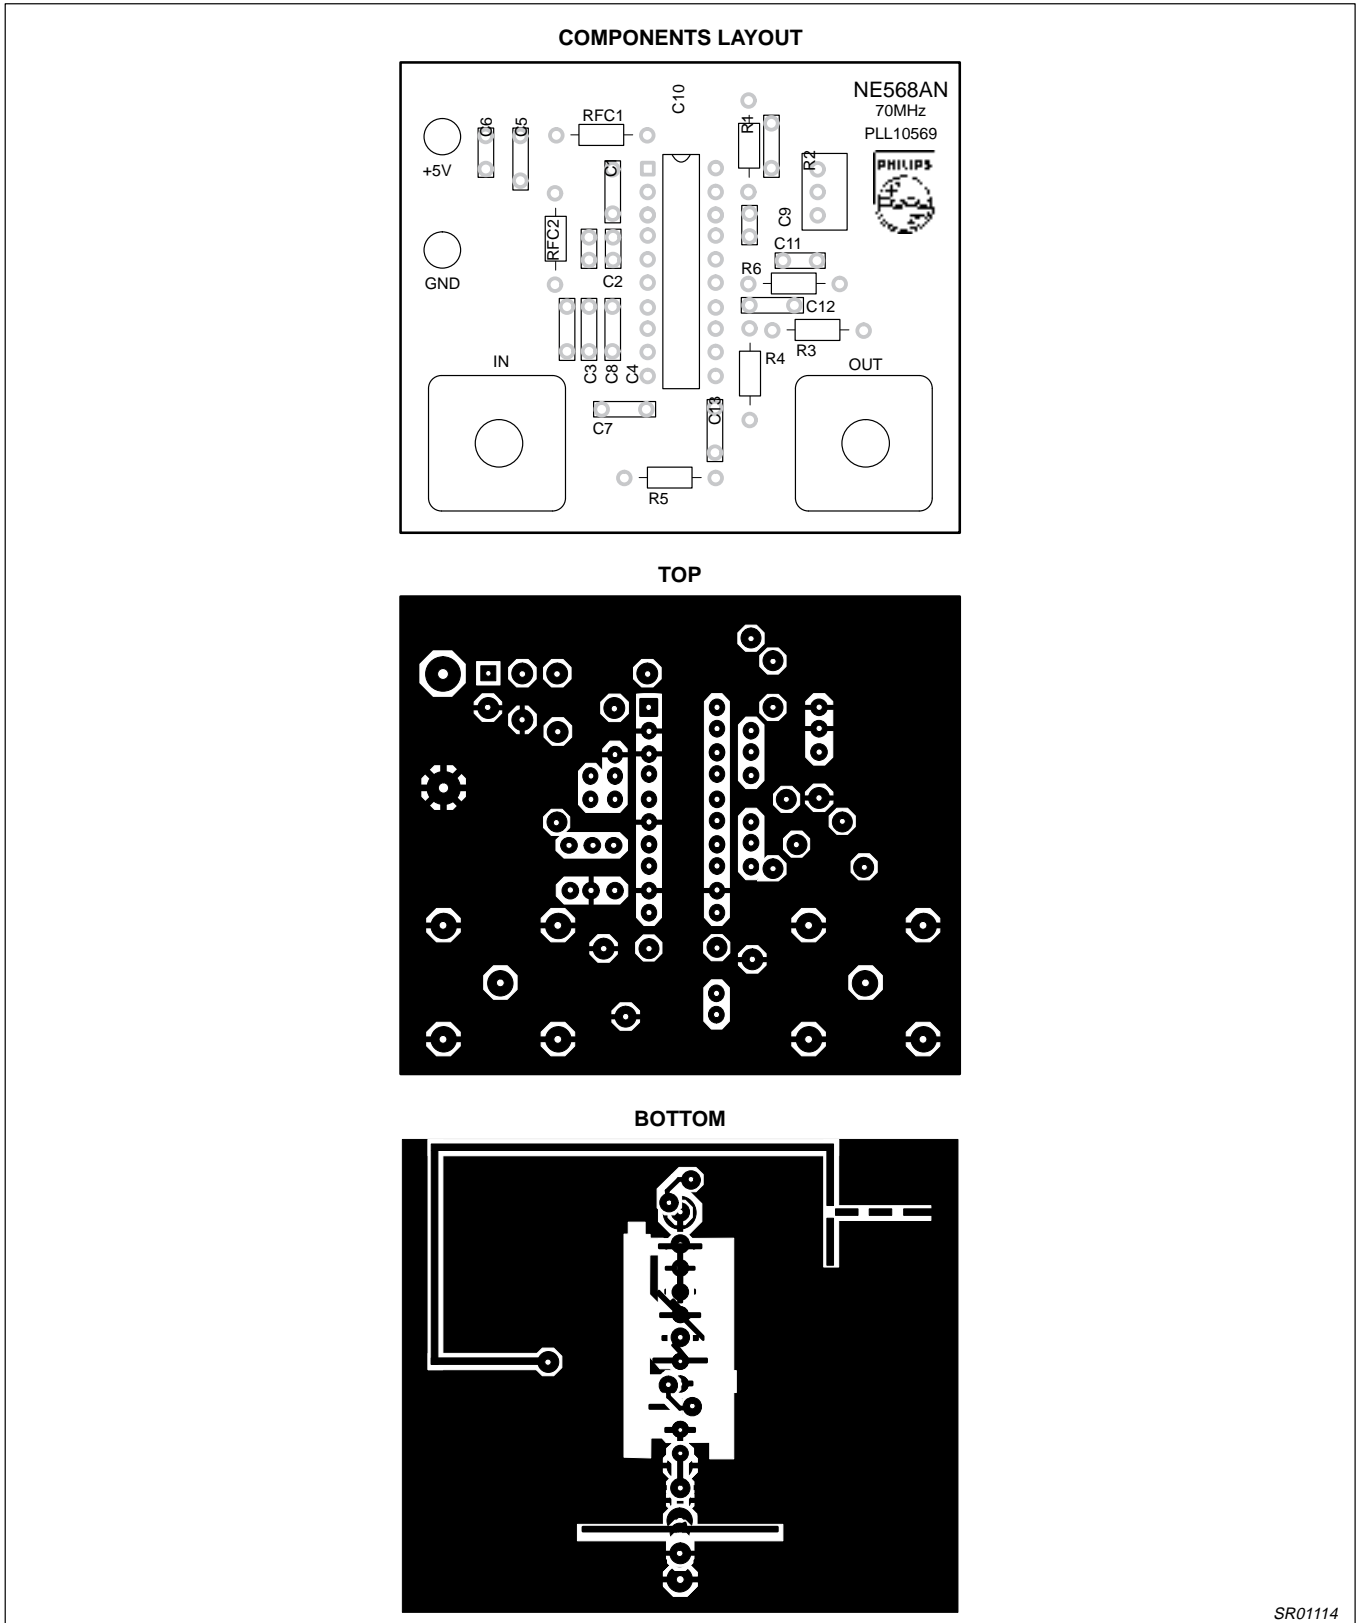 COMPONENTS LAYOUT
NE568AN
70MHz
PLL10569
PHILIPS
C10
RFC1
C6
C5
+5V
C1
R1
R2
RFC2
C9
C11
GND
C2
R6
C12
R3
R4
IN
C3
C8
C4
OUT
C7
C13
R5
TOP
BOTTOM
SR01114